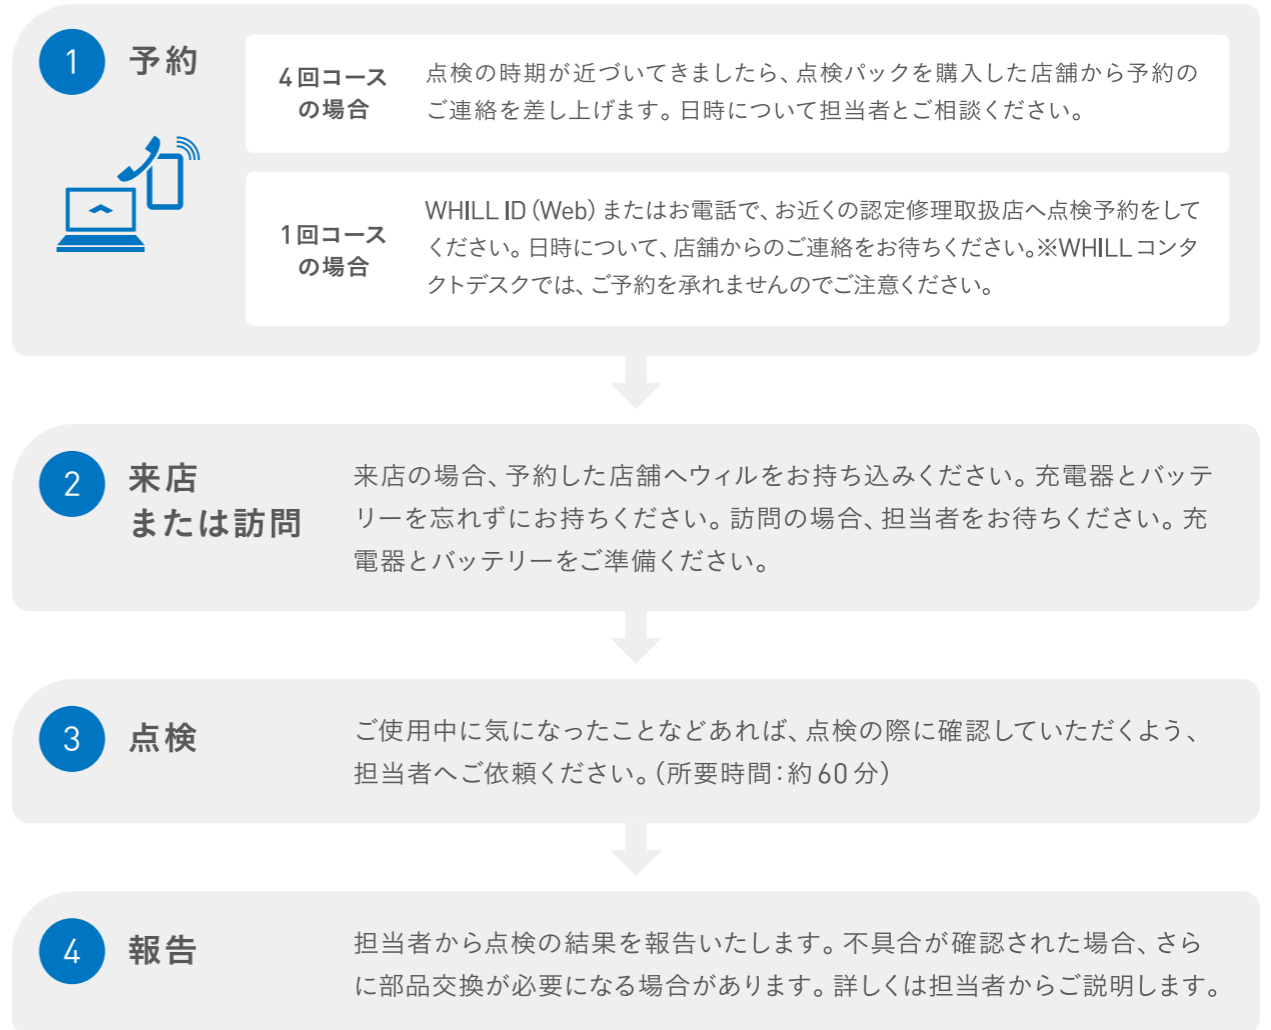 1 予約
4回コース
の場合
点検の時期が近づいてきましたら、点検パックを購入した店舗から予約の
ご連絡を差し上げます。日時について担当者とご相談ください。
1回コース
の場合
WHILL ID(Web)またはお電話で、お近くの認定修理取扱店へ点検予約をして
ください。日時について、店舗からのご連絡をお待ちください。※WHILLコンタ
クトデスクでは、ご予約を承れませんのでご注意ください。
2 来店
または訪問
来店の場合、予約した店舗へウィルをお持ち込みください。充電器とバッテ
リーを忘れずにお持ちください。訪問の場合、担当者をお待ちください。充
電器とバッテリーをご準備ください。
3 点検
ご使用中に気になったことなどあれば、点検の際に確認していただくよう、
担当者へご依頼ください。(所要時間:約60分)
4 報告
担当者から点検の結果を報告いたします。不具合が確認された場合、さら
に部品交換が必要になる場合があります。詳しくは担当者からご説明します。